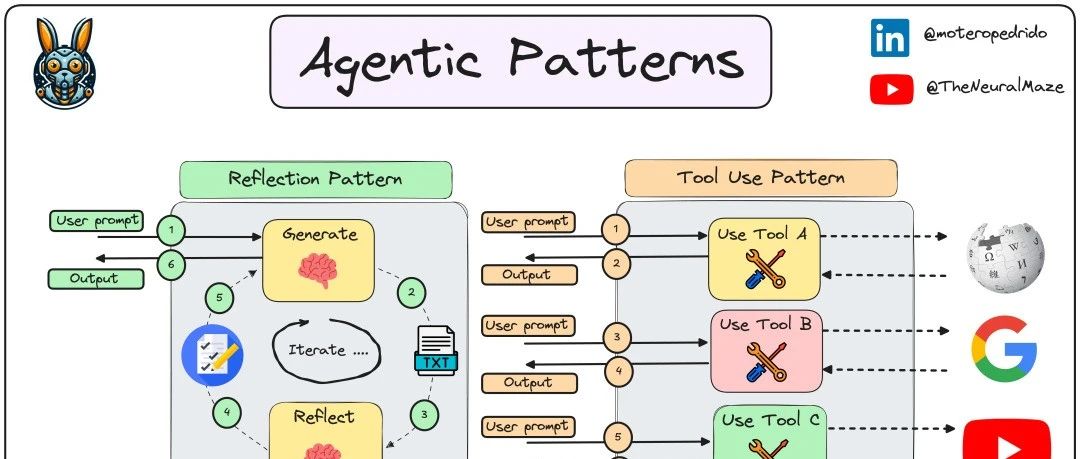 Agentic Patterns
in
@moteropedrido
@TheNeuralMaze
Reflection Pattern
User prompt
1
6
Output
Generate
5
2
Iterate ....
TXT
4
3
Reflect
Tool Use Pattern
User prompt
1
2
Output
Use Tool A
Ω
W
И
User prompt
3
4
Output
Use Tool B
G
User prompt
5
Use Tool C